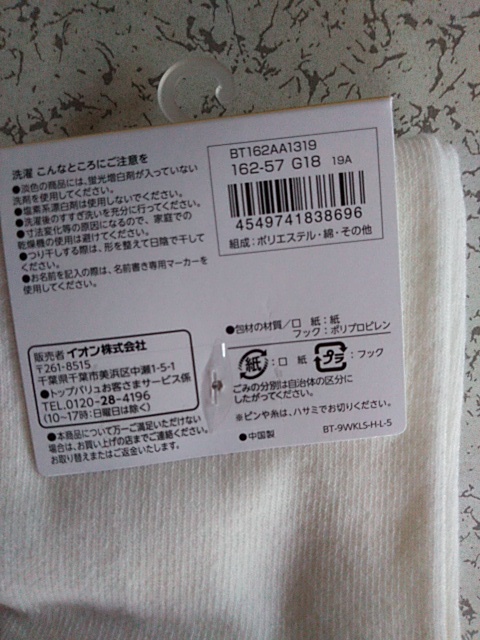 洗濯 こんなところにご注意を
●淡色の商品には、蛍光増白剤が入っていない
洗剤を使用してください。
●塩素系漂白剤は使用しないでください。
●洗濯後のすすぎ洗いを充分に行ってください。
●寸法変化等の原因になるので、家庭での
乾燥機の使用は避けてください。
●つり干しする際は、形を整えて日陰で干して
ください。
●お名前を記入の際は、名前書き専用マーカーを
使用してください。
BT162AA1319
162-57 G18 19A
4549741838696
組成:ポリエステル・綿・その他
●包材の材質/口 紙:紙
フック:ポリプロピレン
紙 :口 紙 プラ :フック
ごみの分別は自治体の区分に
したがってください。
※ピンや糸は、ハサミでお切りください。
●中国製
BT-9WKLS-H-L-5
販売者 イオン株式会社
〒261-8515
千葉県千葉市美浜区中瀬1-5-1
●トップバリュお客さまサービス係
TEL.0120-28-4196
(10〜17時:日曜日は除く)
●本商品について万一ご満足いただけない
場合は、お買い上げの店までご連絡ください。
お取り替えまたはご返金いたします。